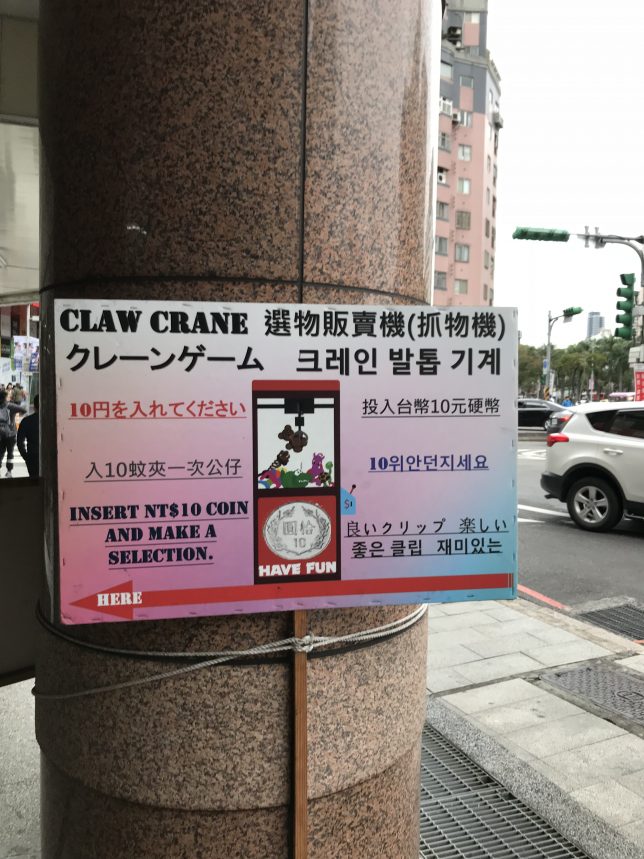 CLAW CRANE 選物販賣機(抓物機)
クレーンゲーム 크레인 발톱 기계
10円を入れてください
投入台幣10元硬幣
入10蚊夾一次公仔
10위안던지세요
INSERT NT$10 COIN
AND MAKE A
SELECTION.
$1
圓拾
10
HAVE FUN
良いクリップ 楽しい
좋은 클립 재미있는
HERE